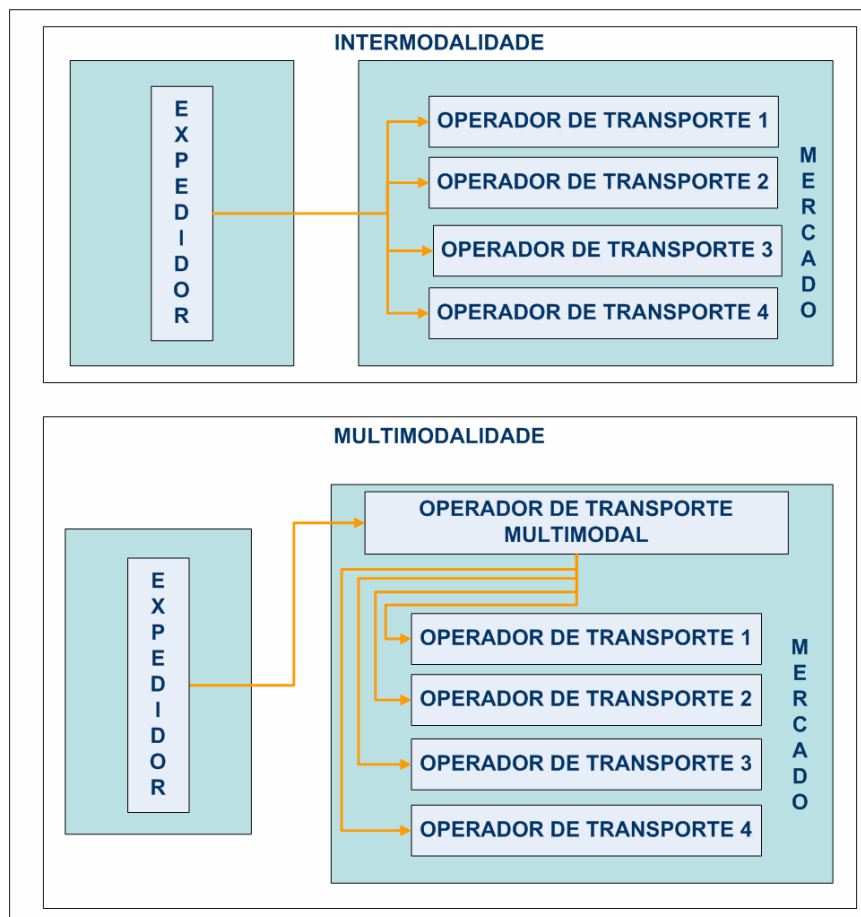 INTERMODALIDADE
EXPEDIDOR
OPERADOR DE TRANSPORTE 1
OPERADOR DE TRANSPORTE 2
OPERADOR DE TRANSPORTE 3
OPERADOR DE TRANSPORTE 4
MERCADO
MULTIMODALIDADE
EXPEDIDOR
OPERADOR DE TRANSPORTE
MULTIMODAL
OPERADOR DE TRANSPORTE 1
OPERADOR DE TRANSPORTE 2
OPERADOR DE TRANSPORTE 3
OPERADOR DE TRANSPORTE 4
MERCADO